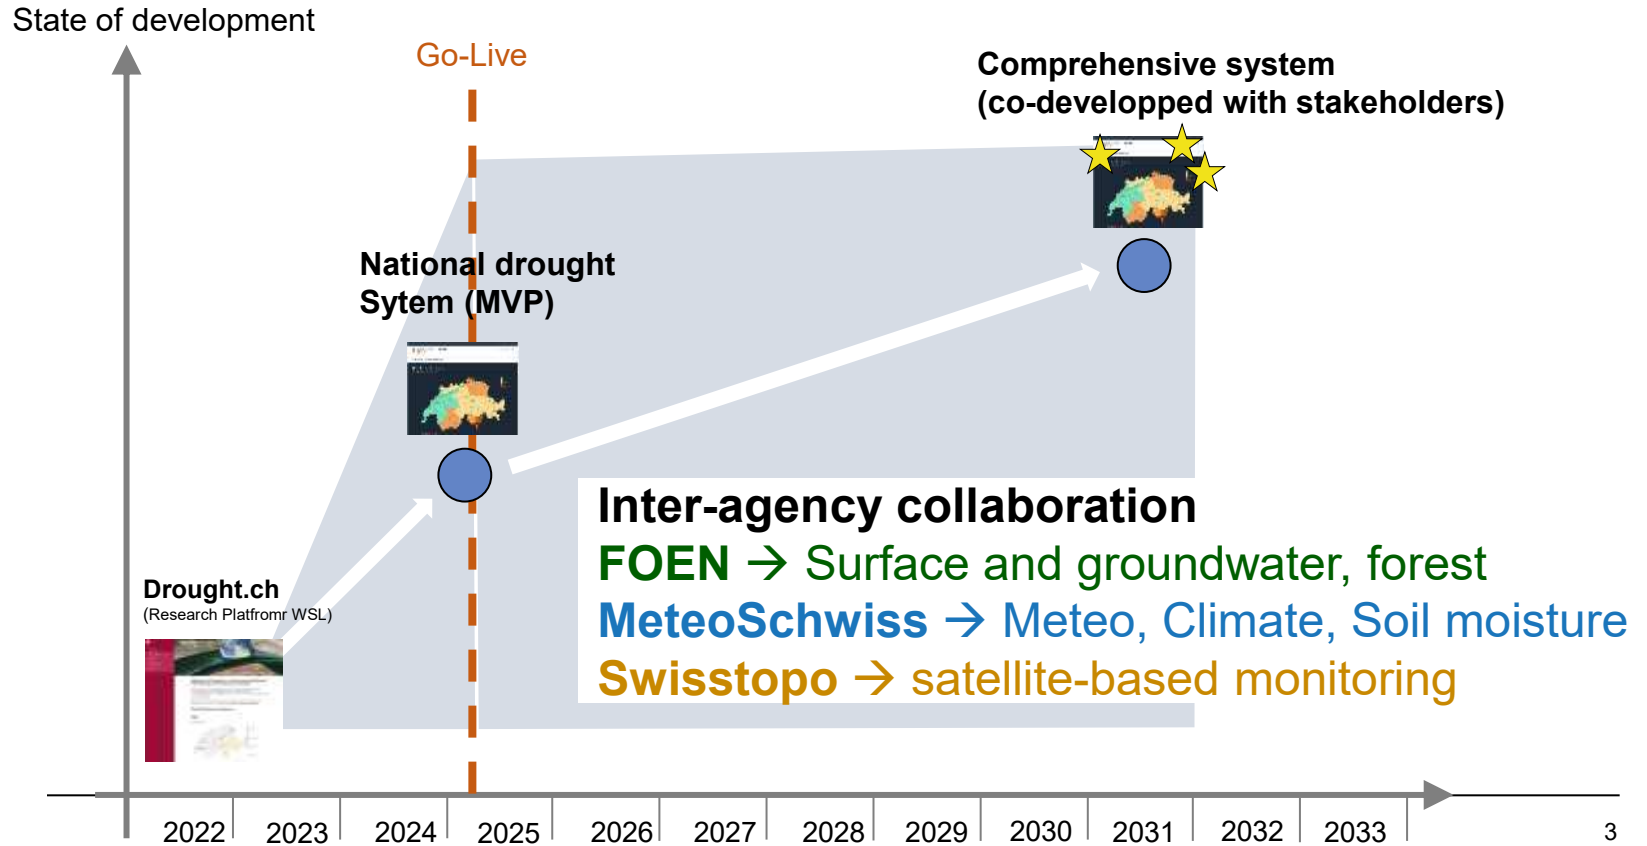 State of development
Go-Live
Comprehensive system
(co-developped with stakeholders)
National drought
Sytem (MVP)
Drought.ch
(Research Platfromr WSL)
Inter-agency collaboration
FOEN → Surface and groundwater, forest
MeteoSchwiss → Meteo, Climate, Soil moisture
Swisstopo → satellite-based monitoring
2022 2023 2024 2025 2026 2027 2028 2029 2030 2031 2032 2033
3